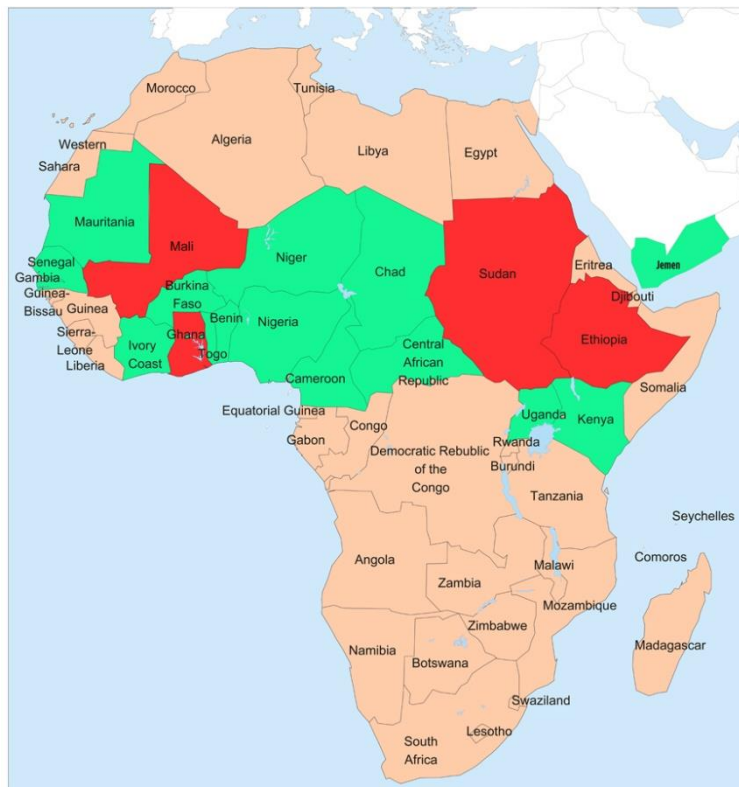 Morocco
Tunisia
Algeria
Libya
Egypt
Western
Sahara
Mauritania
Mali
Niger
Chad
Sudan
Eritrea
Jemen
Senegal
Gambia
Guinea-
Bissau
Guinea
Burkina
Faso
Benin
Nigeria
Djibouti
Ethiopia
Sierra-
Leone
Liberia
Ivory
Coast
Ghana
Togo
Cameroon
Central
African
Republic
Somalia
Equatorial Guinea
Gabon
Congo
Uganda
Kenya
Rwanda
Burundi
Democratic Republic
of the
Congo
Tanzania
Seychelles
Comoros
Angola
Zambia
Malawi
Mozambique
Zimbabwe
Madagascar
Namibia
Botswana
Swaziland
Lesotho
South
Africa